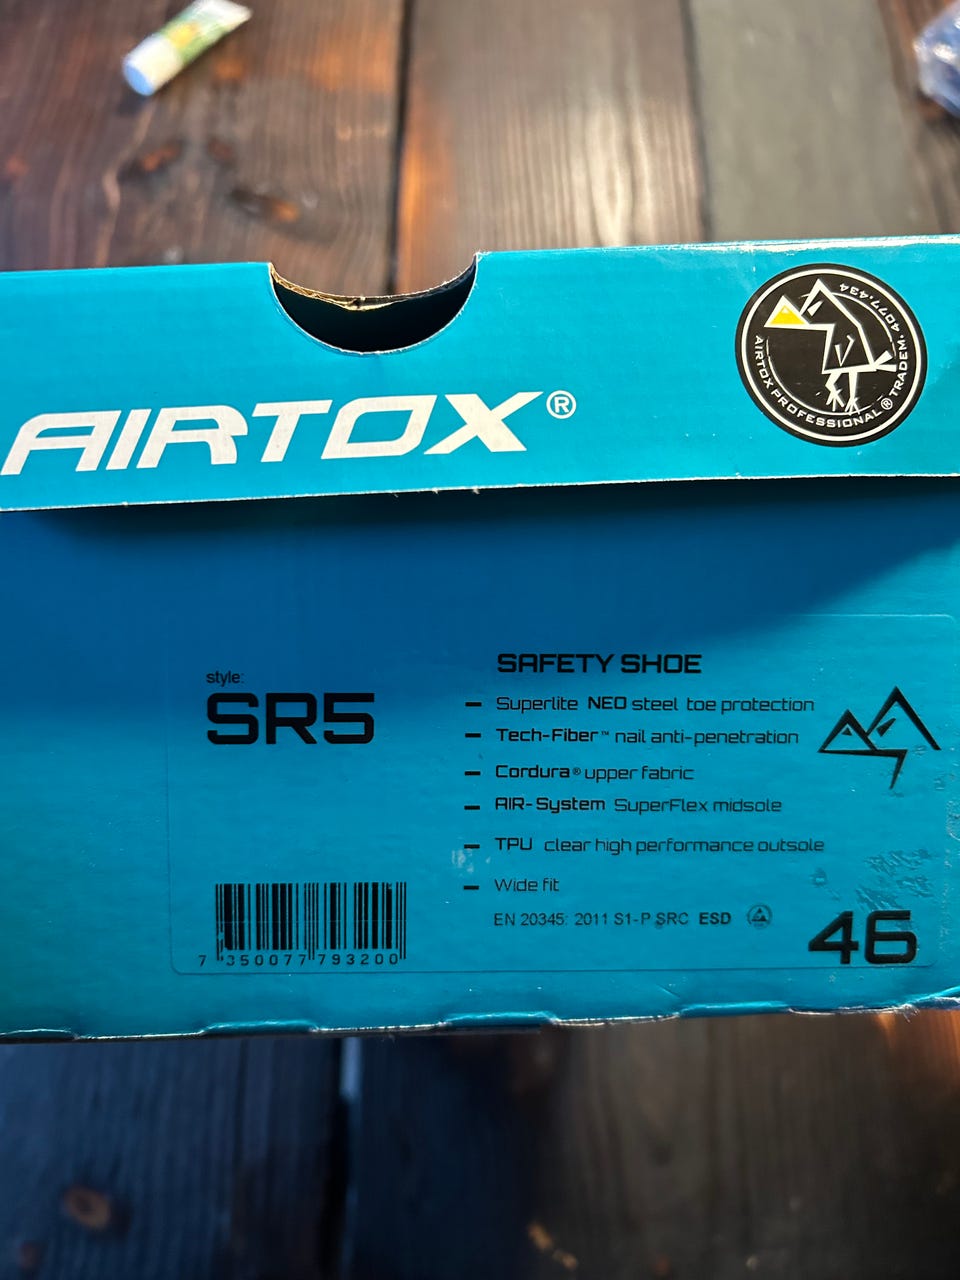 AIRTOX®
AIRTOX PROFESSIONAL ® TRADEM. 4077.434
style:
SR5
SAFETY SHOE
- Superlite NEO steel toe protection
- Tech-Fiber™ nail anti-penetration
- Cordura® upper fabric
- AIR-System SuperFlex midsole
- TPU clear high performance outsole
- Wide fit
EN 20345: 2011 S1-P SRC ESD
46
7 350077 793200